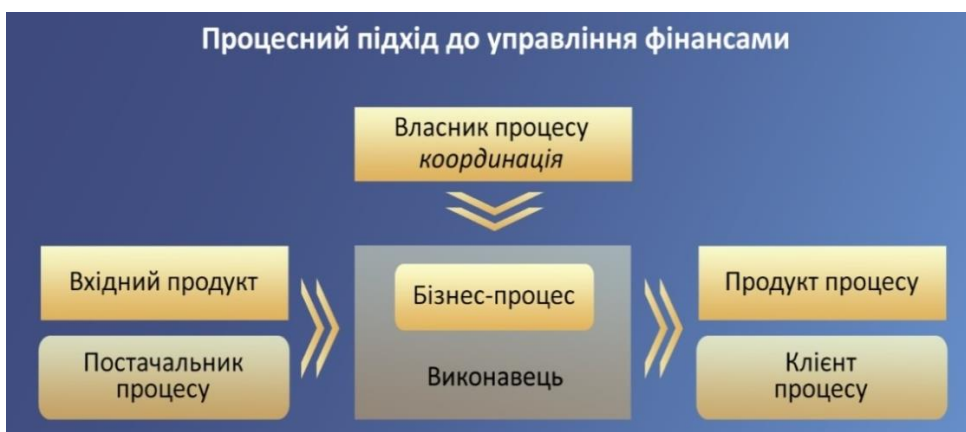 Процесний підхід до управління фінансами
Власник процесу
координація
Вхідний продукт
Постачальник
процесу
Бізнес-процес
Виконавець
Продукт процесу
Клієнт
процесу